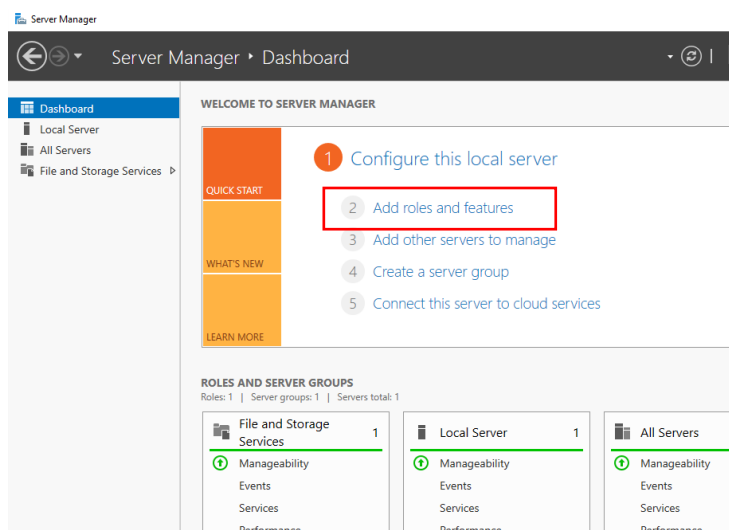 Server Manager
Server Manager • Dashboard
Dashboard
Local Server
All Servers
File and Storage Services
WELCOME TO SERVER MANAGER
QUICK START
WHAT'S NEW
LEARN MORE
1 Configure this local server
2 Add roles and features
3 Add other servers to manage
4 Create a server group
5 Connect this server to cloud services
ROLES AND SERVER GROUPS
Roles: 1 | Server groups: 1 | Servers total: 1
File and Storage
Services 1
Manageability
Events
Services
Performance
Local Server 1
Manageability
Events
Services
Performance
All Servers
Manageability
Events
Services
Performance